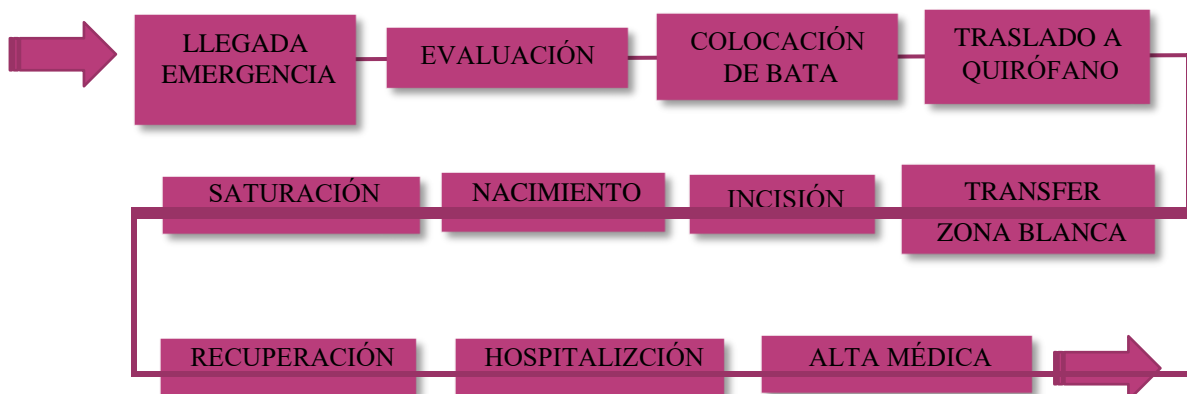 LLEGADA
EMERGENCIA
EVALUACIÓN
COLOCACIÓN
DE BATA
TRASLADO A
QUIRÓFANO
SATURACIÓN
NACIMIENTO
INCISIÓN
TRANSFER
ZONA BLANCA
RECUPERACIÓN
HOSPITALIZCIÓN
ALTA MÉDICA